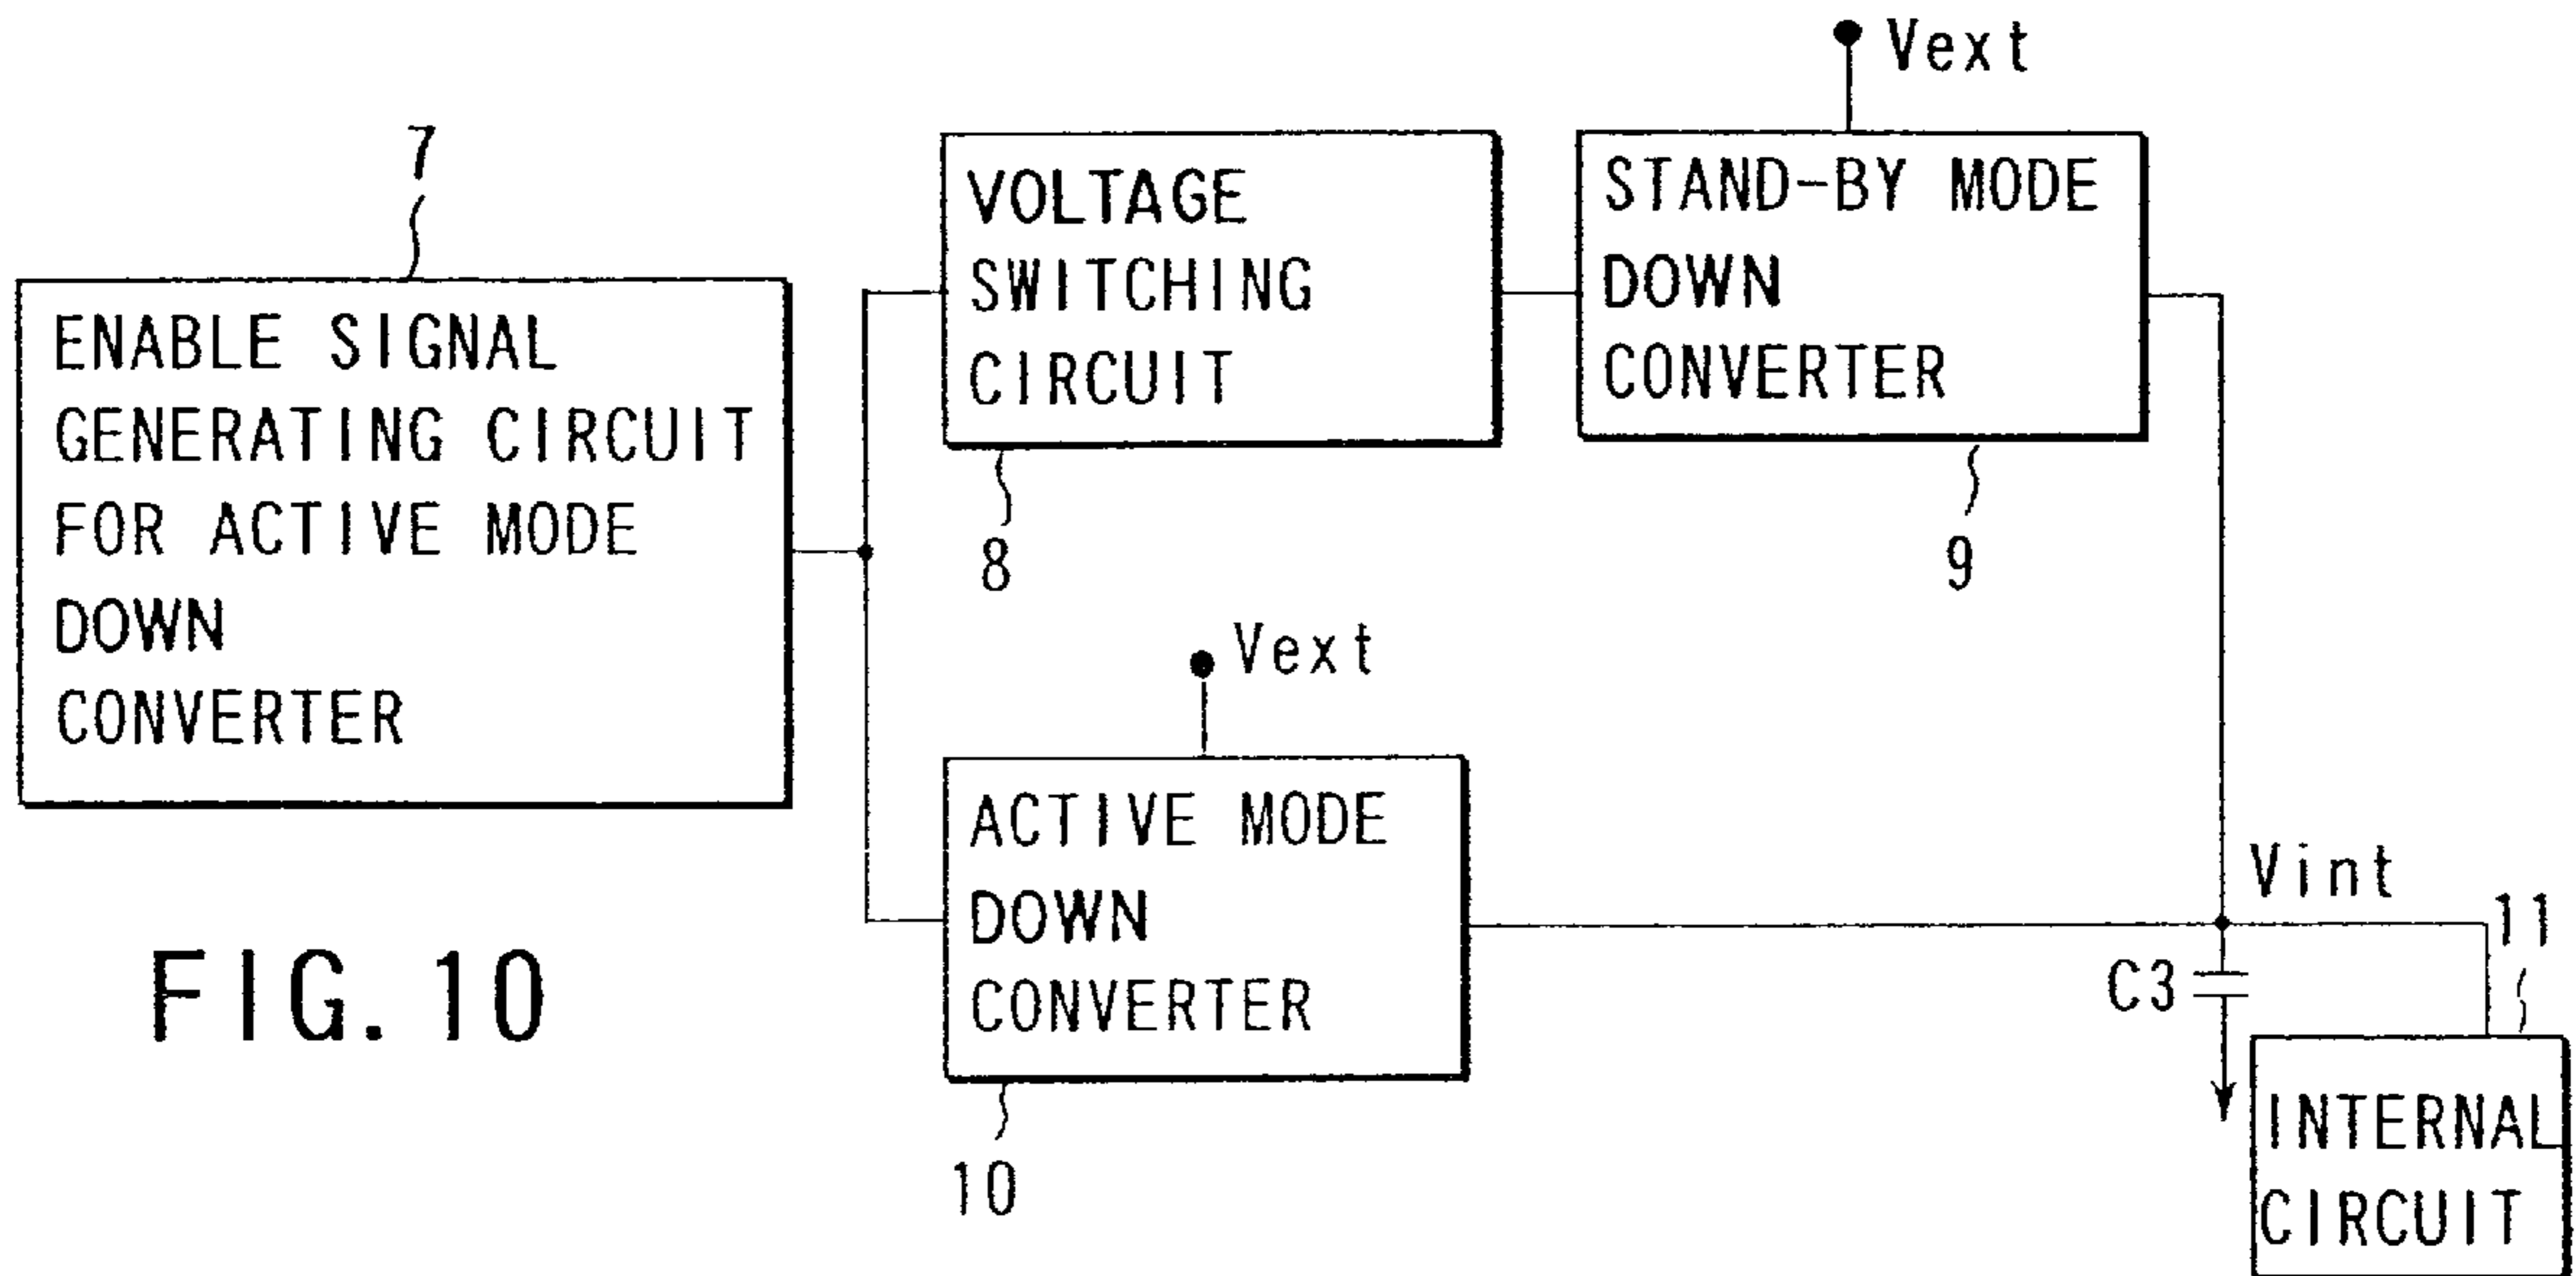 7
ENABLE SIGNAL
GENERATING CIRCUIT
FOR ACTIVE MODE
DOWN
CONVERTER
VOLTAGE
SWITCHING
CIRCUIT
8
Vext
STAND-BY MODE
DOWN
CONVERTER
9
Vext
ACTIVE MODE
DOWN
CONVERTER
10
Vint
C3
11
INTERNAL
CIRCUIT
FIG. 10